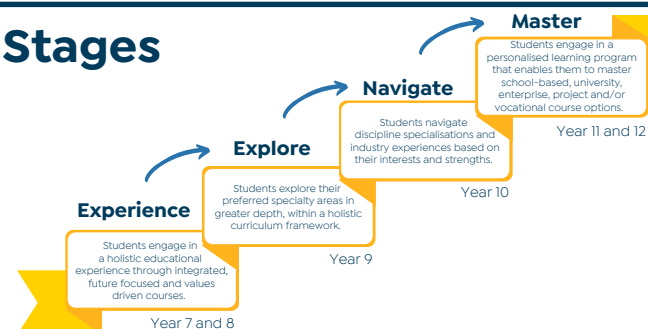 Stages
Experience
Students engage in
a holistic educational
experience through integrated,
future focused and values
driven courses.
Year 7 and 8
Explore
Students explore their
preferred specialty areas in
greater depth, within a holistic
curriculum framework.
Year 9
Navigate
Students navigate
discipline specialisations and
industry experiences based on
their interests and strengths.
Year 10
Master
Students engage in a
personalised learning program
that enables them to master
school-based, university,
enterprise, project and/or
vocational course options.
Year 11 and 12